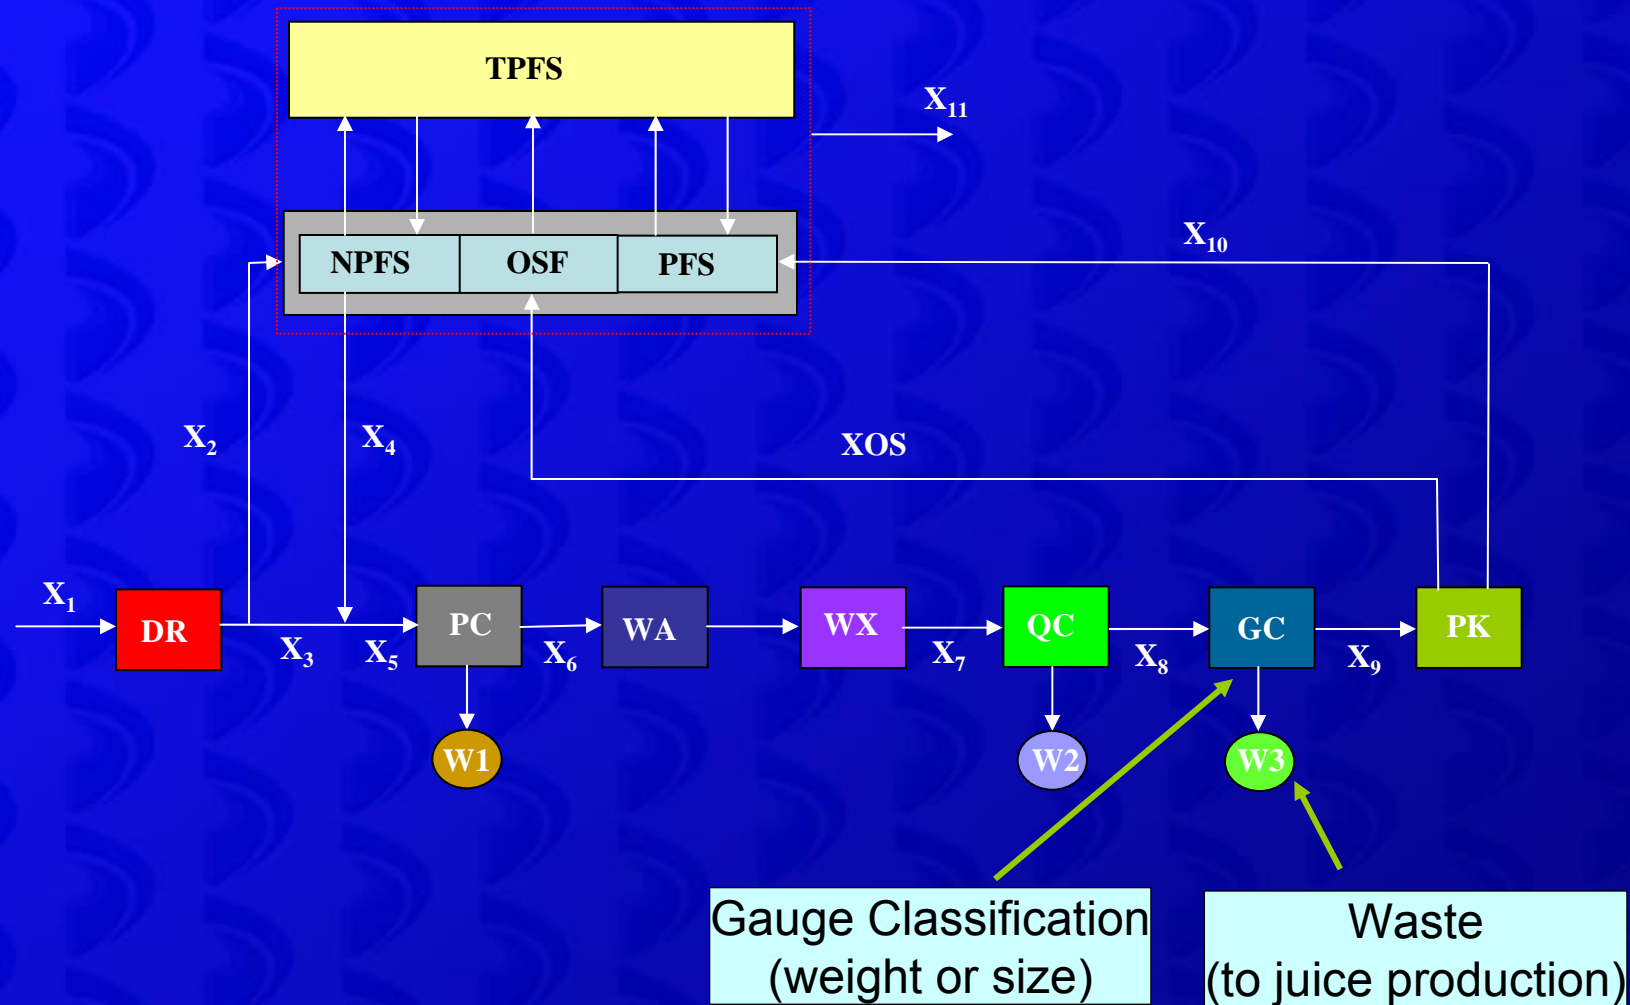 TPFS
X11
NPFS OSF PFS
X10
X2 X4 XOS
X1
DR PC WA WX QC GC PK
X3 X5 X6 X7 X8 X9
W1 W2 W3
Gauge Classification
(weight or size)
Waste
(to juice production)